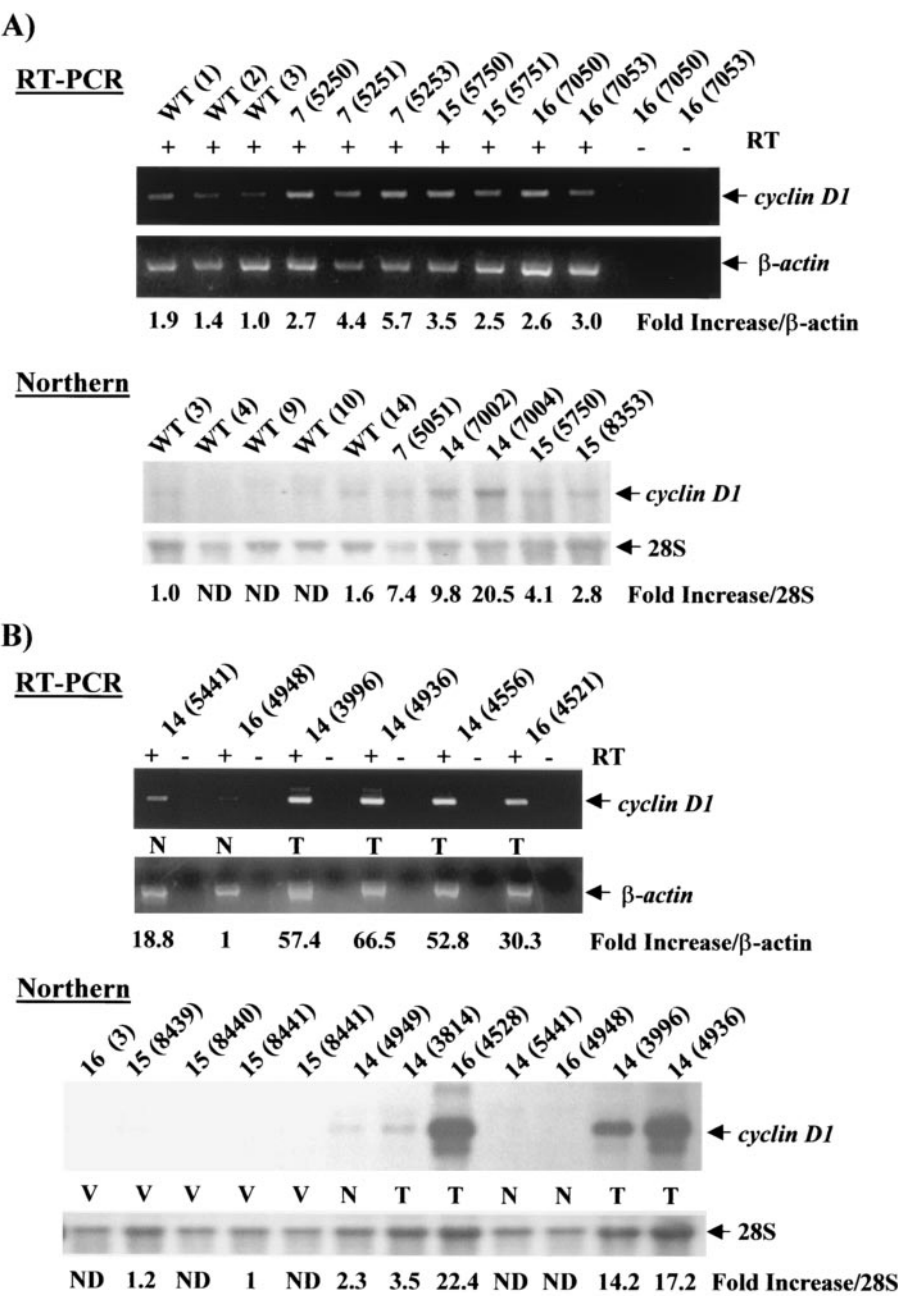 A)
RT-PCR
WT (1) WT (2) WT (3) 7 (5250) 7 (5251) 7 (5253) 15 (5750) 15 (5751) 16 (7050) 16 (7053) 16 (7050) 16 (7053)
+ + + + + + + + + + - - RT
cyclin D1
β-actin
1.9 1.4 1.0 2.7 4.4 5.7 3.5 2.5 2.6 3.0 Fold Increase/β-actin
Northern
WT (3) WT (4) WT (9) WT (10) WT (14) 7 (5051) 14 (7002) 14 (7004) 15 (5750) 15 (8353)
cyclin D1
28S
1.0 ND ND ND 1.6 7.4 9.8 20.5 4.1 2.8 Fold Increase/28S
B)
RT-PCR
14 (5441) 16 (4948) 14 (3996) 14 (4936) 14 (4556) 16 (4521)
+ - + - + - + - + - + - RT
cyclin D1
N N T T T T
β-actin
18.8 1 57.4 66.5 52.8 30.3 Fold Increase/β-actin
Northern
16 (3) 15 (8439) 15 (8440) 15 (8441) 15 (8441) 14 (4949) 14 (3814) 16 (4528) 14 (5441) 16 (4948) 14 (3996) 14 (4936)
cyclin D1
V V V V V N T T N N T T
28S
ND 1.2 ND 1 ND 2.3 3.5 22.4 ND ND 14.2 17.2 Fold Increase/28S